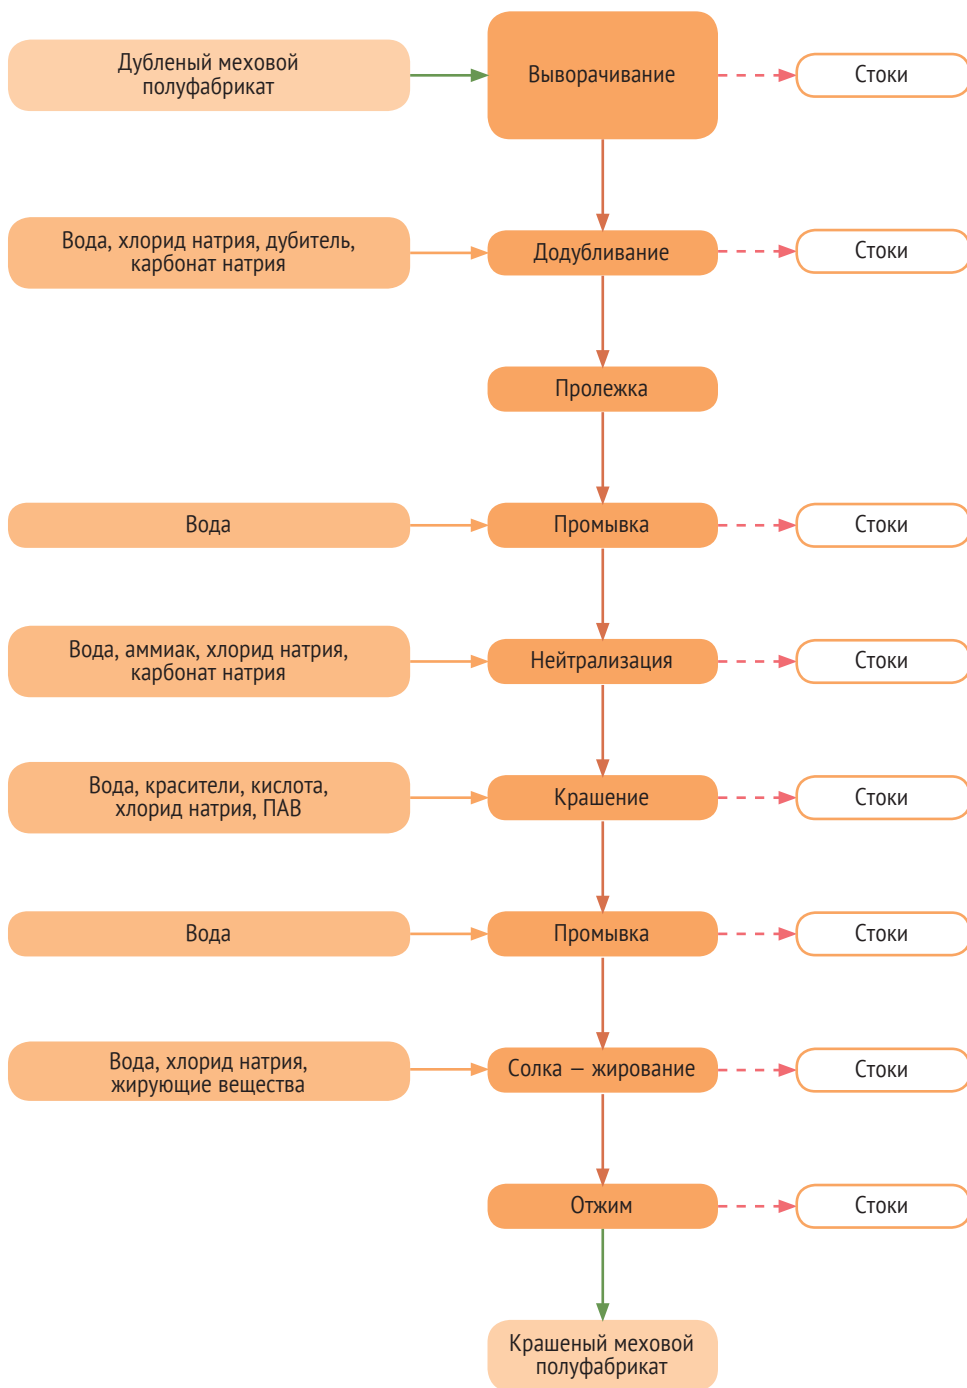 Дубленый меховой
полуфабрикат
Выворачивание
Стоки
Вода, хлорид натрия, дубитель,
карбонат натрия
Додубливание
Стоки
Пролежка
Вода
Промывка
Стоки
Вода, аммиак, хлорид натрия,
карбонат натрия
Нейтрализация
Стоки
Вода, красители, кислота,
хлорид натрия, ПАВ
Крашение
Стоки
Вода
Промывка
Стоки
Вода, хлорид натрия,
жирующие вещества
Солка — жирование
Стоки
Отжим
Стоки
Крашеный меховой
полуфабрикат